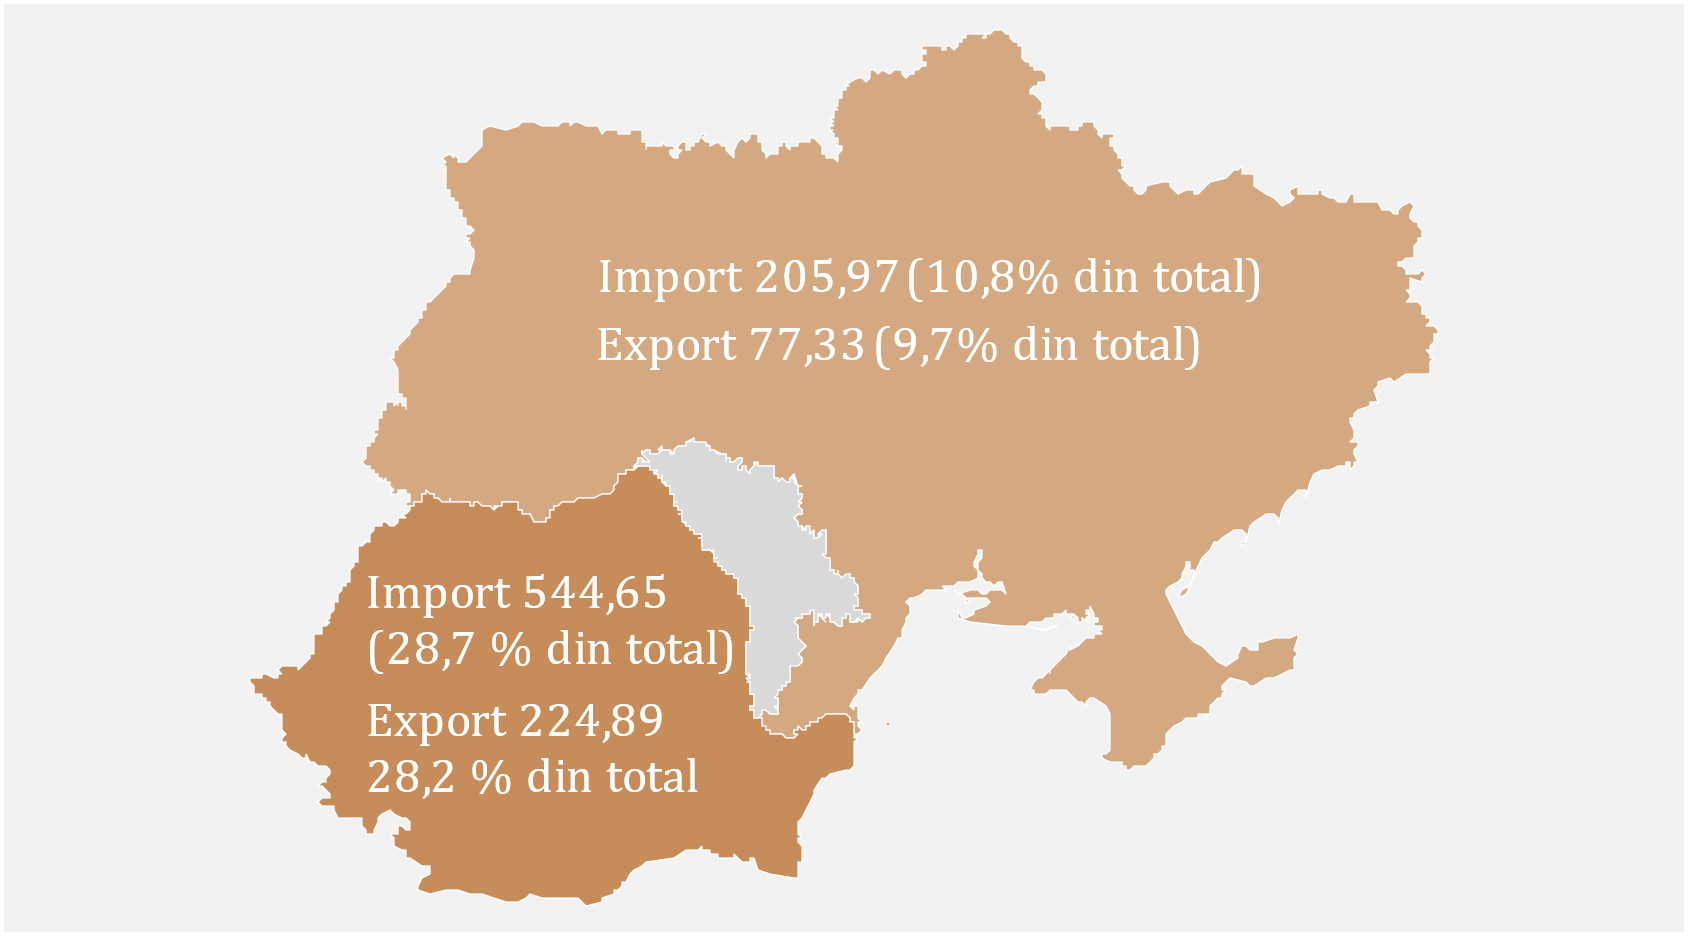 Import 205,97 (10,8% din total)
Export 77,33 (9,7% din total)
Import 544,65
(28,7 % din total)
Export 224,89
28,2 % din total